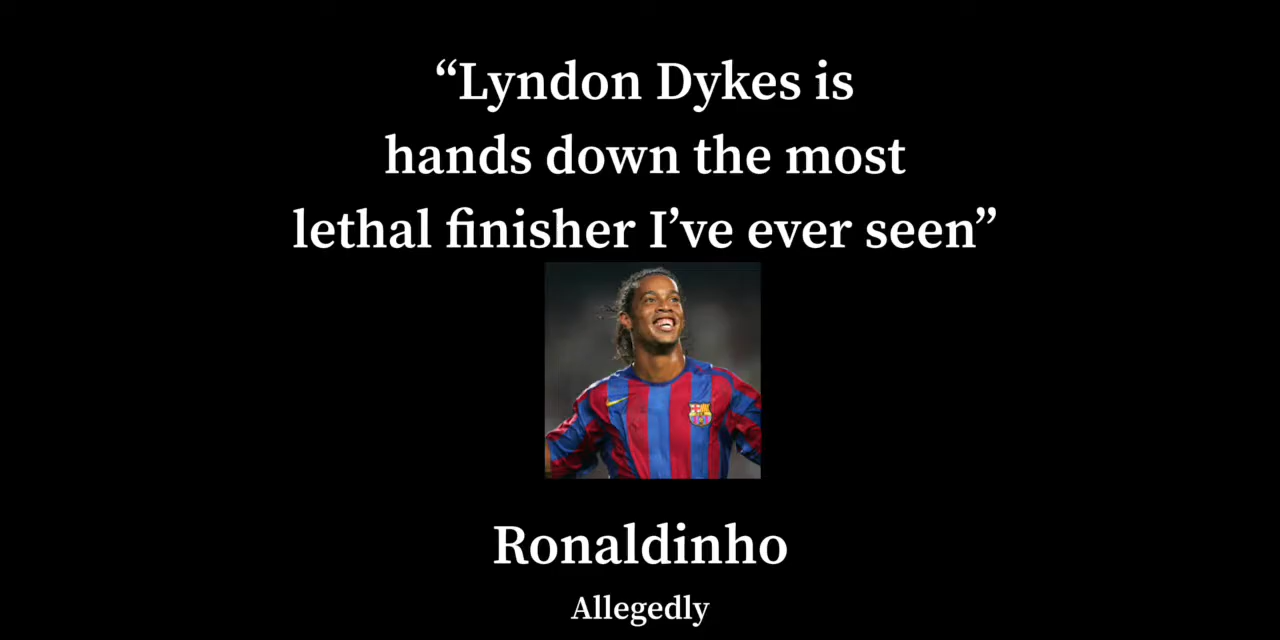 “Lyndon Dykes is
hands down the most
lethal finisher I’ve ever seen”
Ronaldinho
Allegedly